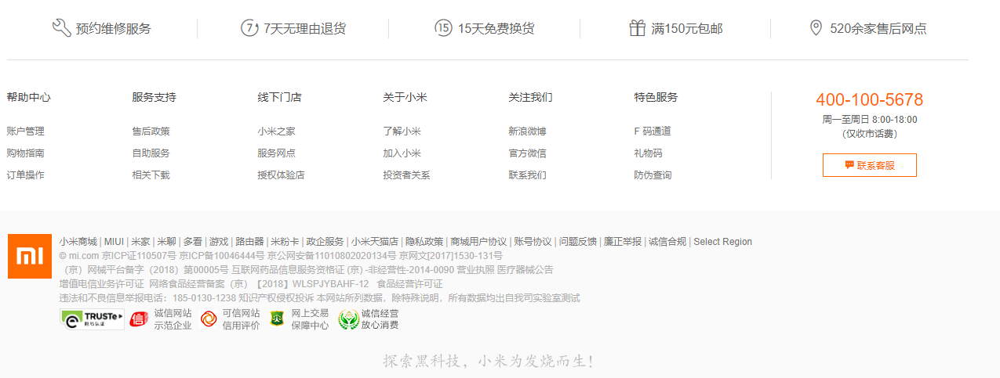 预约维修服务
7 7天无理由退货
15 15天免费换货
满150元包邮
520余家售后网点
帮助中心
账户管理
购物指南
订单操作
服务支持
售后政策
自助服务
相关下载
线下门店
小米之家
服务网点
授权体验店
关于小米
了解小米
加入小米
投资者关系
关注我们
新浪微博
官方微信
联系我们
特色服务
F 码通道
礼物码
防伪查询
400-100-5678
周一至周日 8:00-18:00
（仅收市话费）
联系客服
MI
小米商城 | MIUI | 米家 | 米聊 | 多看 | 游戏 | 路由器 | 米粉卡 | 政企服务 | 小米天猫店 | 隐私政策 | 商城用户协议 | 账号协议 | 问题反馈 | 廉正举报 | 诚信合规 | Select Region
© mi.com 京ICP证110507号 京ICP备10046444号 京公网安备11010802020134号 京网文[2017]1530-131号
（京）网械平台备字（2018）第00005号 互联网药品信息服务资格证 (京) -非经营性-2014-0090 营业执照 医疗器械公告
增值电信业务许可证 网络食品经营备案（京）【2018】WLSPJYBAHF-12 食品经营许可证
违法和不良信息举报电话：185-0130-1238 知识产权侵权投诉 本网站所列数据，除特殊说明，所有数据均出自我司实验室测试
TRUSTe
隐私认证
信
诚信网站
示范企业
可信网站
信用评价
网上交易
保障中心
诚信经营
放心消费
探索黑科技，小米为发烧而生！